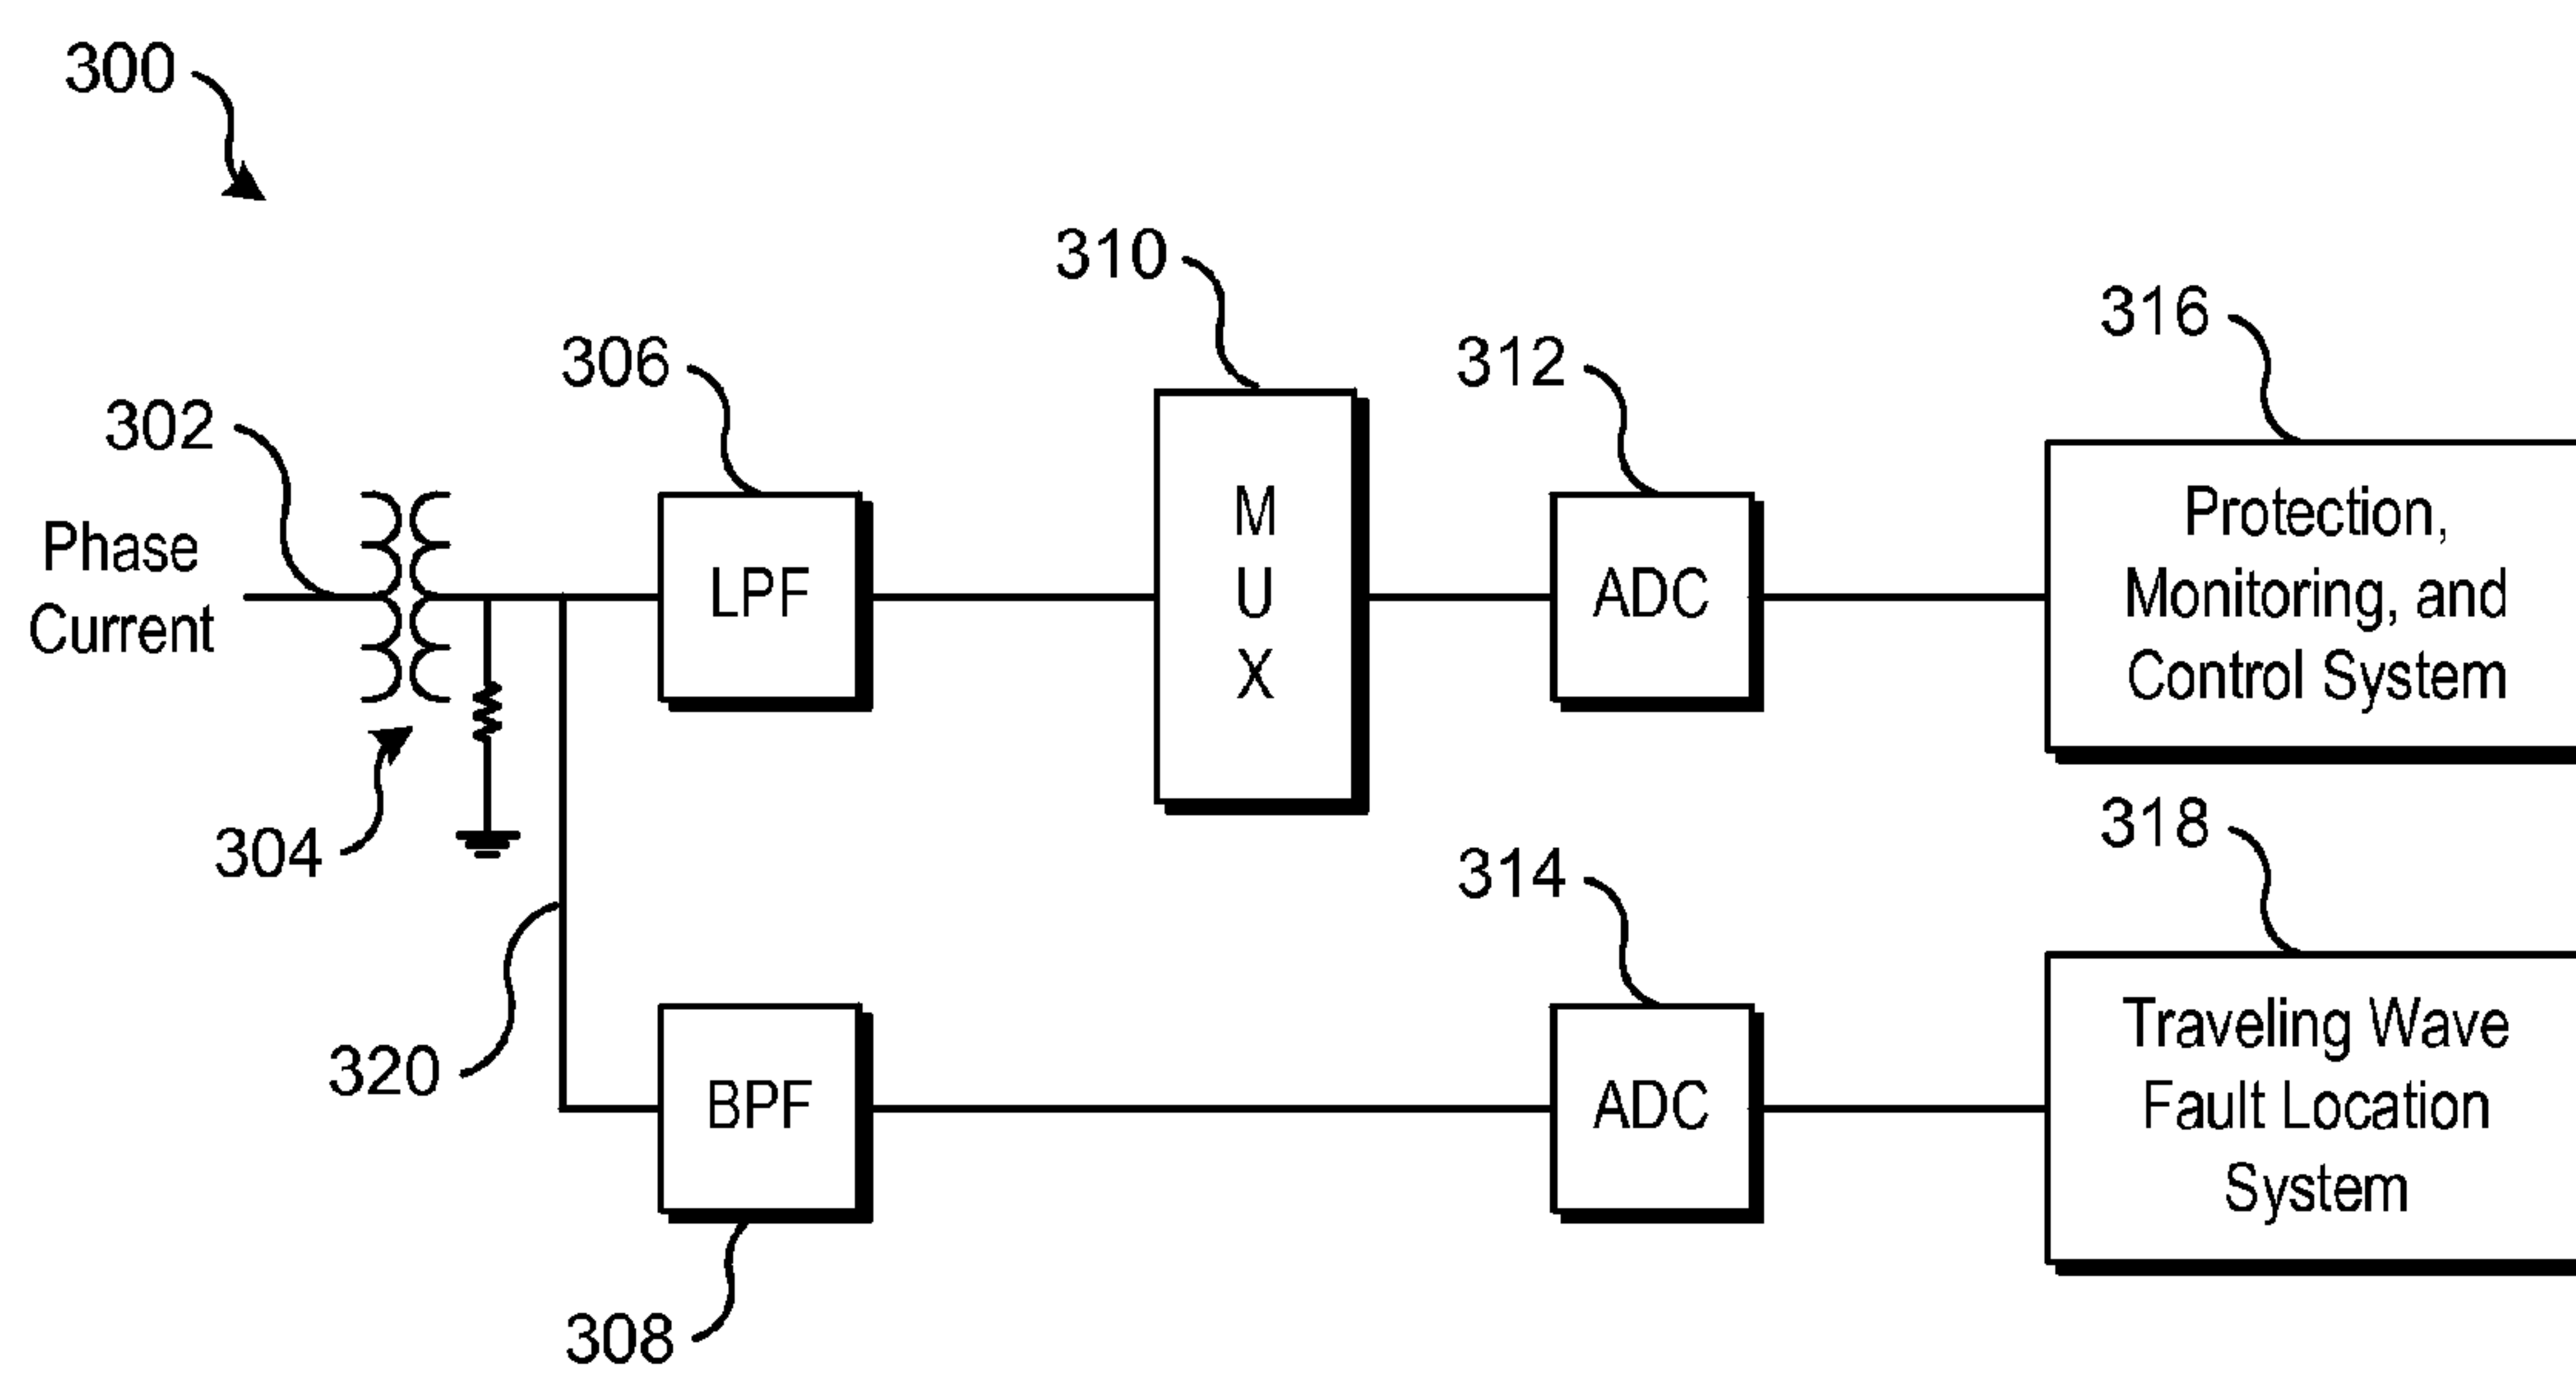 300
310
316
306
312
302
Phase
Current
LPF
M
U
X
ADC
Protection,
Monitoring, and
Control System
304
318
314
320
BPF
ADC
Traveling Wave
Fault Location
System
308